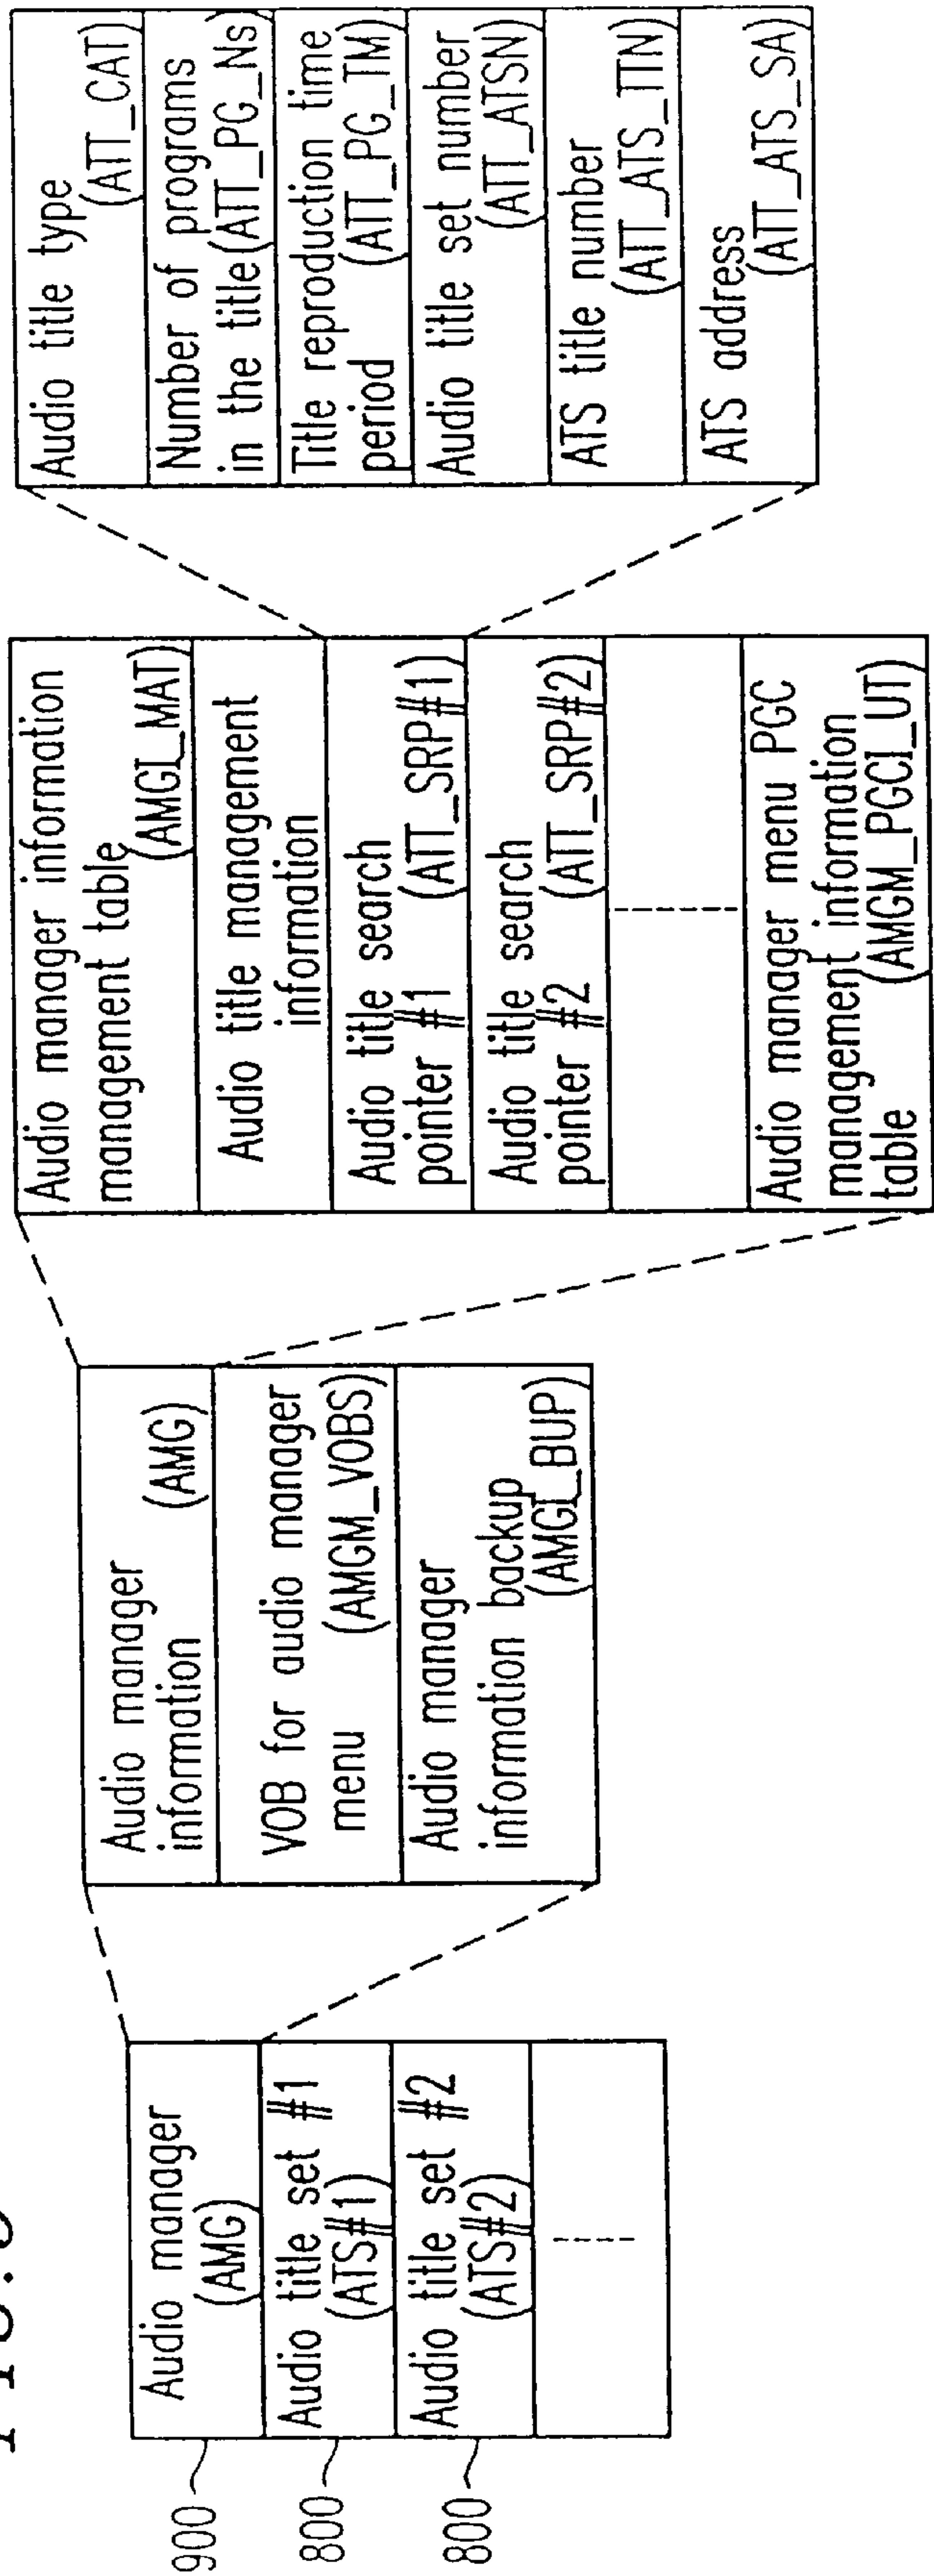 900
800
800
Audio manager
(AMG)
Audio title set #1
(ATS#1)
Audio title set #2
(ATS#2)
Audio manager
information (AMG)
VOB for audio manager
menu (AMGM_VOBS)
Audio manager
information backup
(AMGI_BUP)
Audio manager information
management table
(AMGI_MAT)
Audio title management
information
Audio title search
pointer #1 (ATT_SRP#1)
Audio title search
pointer #2 (ATT_SRP#2)
Audio manager menu PGC
management information
table (AMGM_PGCI_UT)
Audio title type
(ATT_CAT)
Number of programs
in the title(ATT_PG_Ns)
Title reproduction time
period (ATT_PG_TM)
Audio title set number
(ATT_ATSN)
ATS title number
(ATT_ATS_TTN)
ATS address
(ATT_ATS_SA)